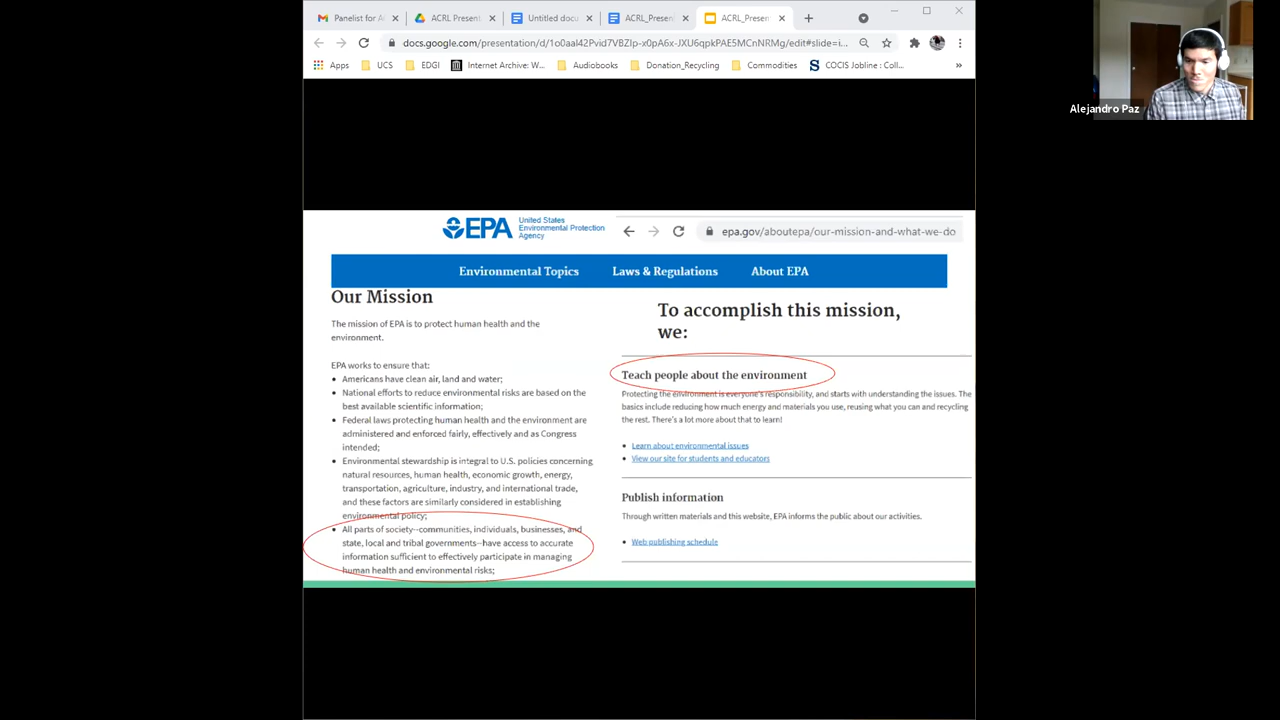 Panelist for A
ACRL Present
Untitled docu
ACRL_Presen
ACRL_Presen
docs.google.com/presentation/d/1o0aal42Pvid7VBZIp-x0pA6x-JXU6qpkPAE5MCnNRMg/edit#slide=i...
Apps
UCS
EDGI
Internet Archive: W...
Audiobooks
Donation_Recycling
Commodities
COCIS Jobline : Coll...
»
Alejandro Paz
EPA
United States
Environmental Protection
Agency
epa.gov/aboutepa/our-mission-and-what-we-do
Environmental Topics
Laws & Regulations
About EPA
Our Mission
The mission of EPA is to protect human health and the
environment.
EPA works to ensure that:
• Americans have clean air, land and water;
• National efforts to reduce environmental risks are based on the
best available scientific information;
• Federal laws protecting human health and the environment are
administered and enforced fairly, effectively and as Congress
intended;
• Environmental stewardship is integral to U.S. policies concerning
natural resources, human health, economic growth, energy,
transportation, agriculture, industry, and international trade,
and these factors are similarly considered in establishing
environmental policy;
• All parts of society--communities, individuals, businesses, and
state, local and tribal governments--have access to accurate
information sufficient to effectively participate in managing
human health and environmental risks;
To accomplish this mission,
we:
Teach people about the environment
Protecting the environment is everyone's responsibility, and starts with understanding the issues. The
basics include reducing how much energy and materials you use, reusing what you can and recycling
the rest. There's a lot more about that to learn!
• Learn about environmental issues
• View our site for students and educators
Publish information
Through written materials and this website, EPA informs the public about our activities.
• Web publishing schedule